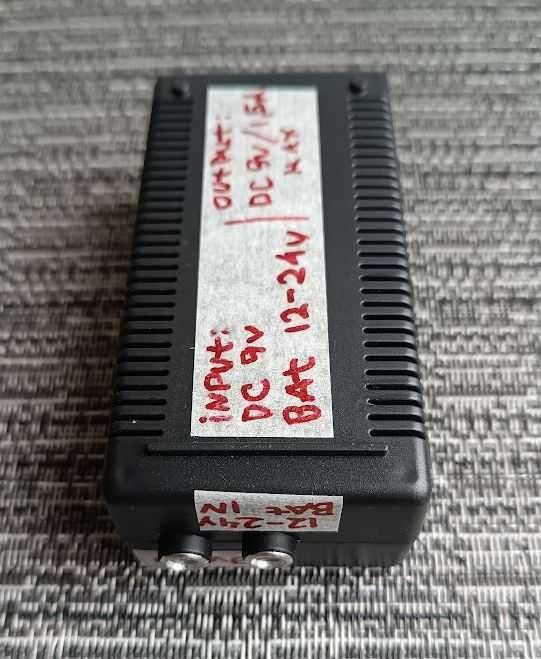 INPUT:
DC 9V
BAt 12-24V
OUTPUT:
DC 9V/1,5A
MAX
12-24V
BAt
IN